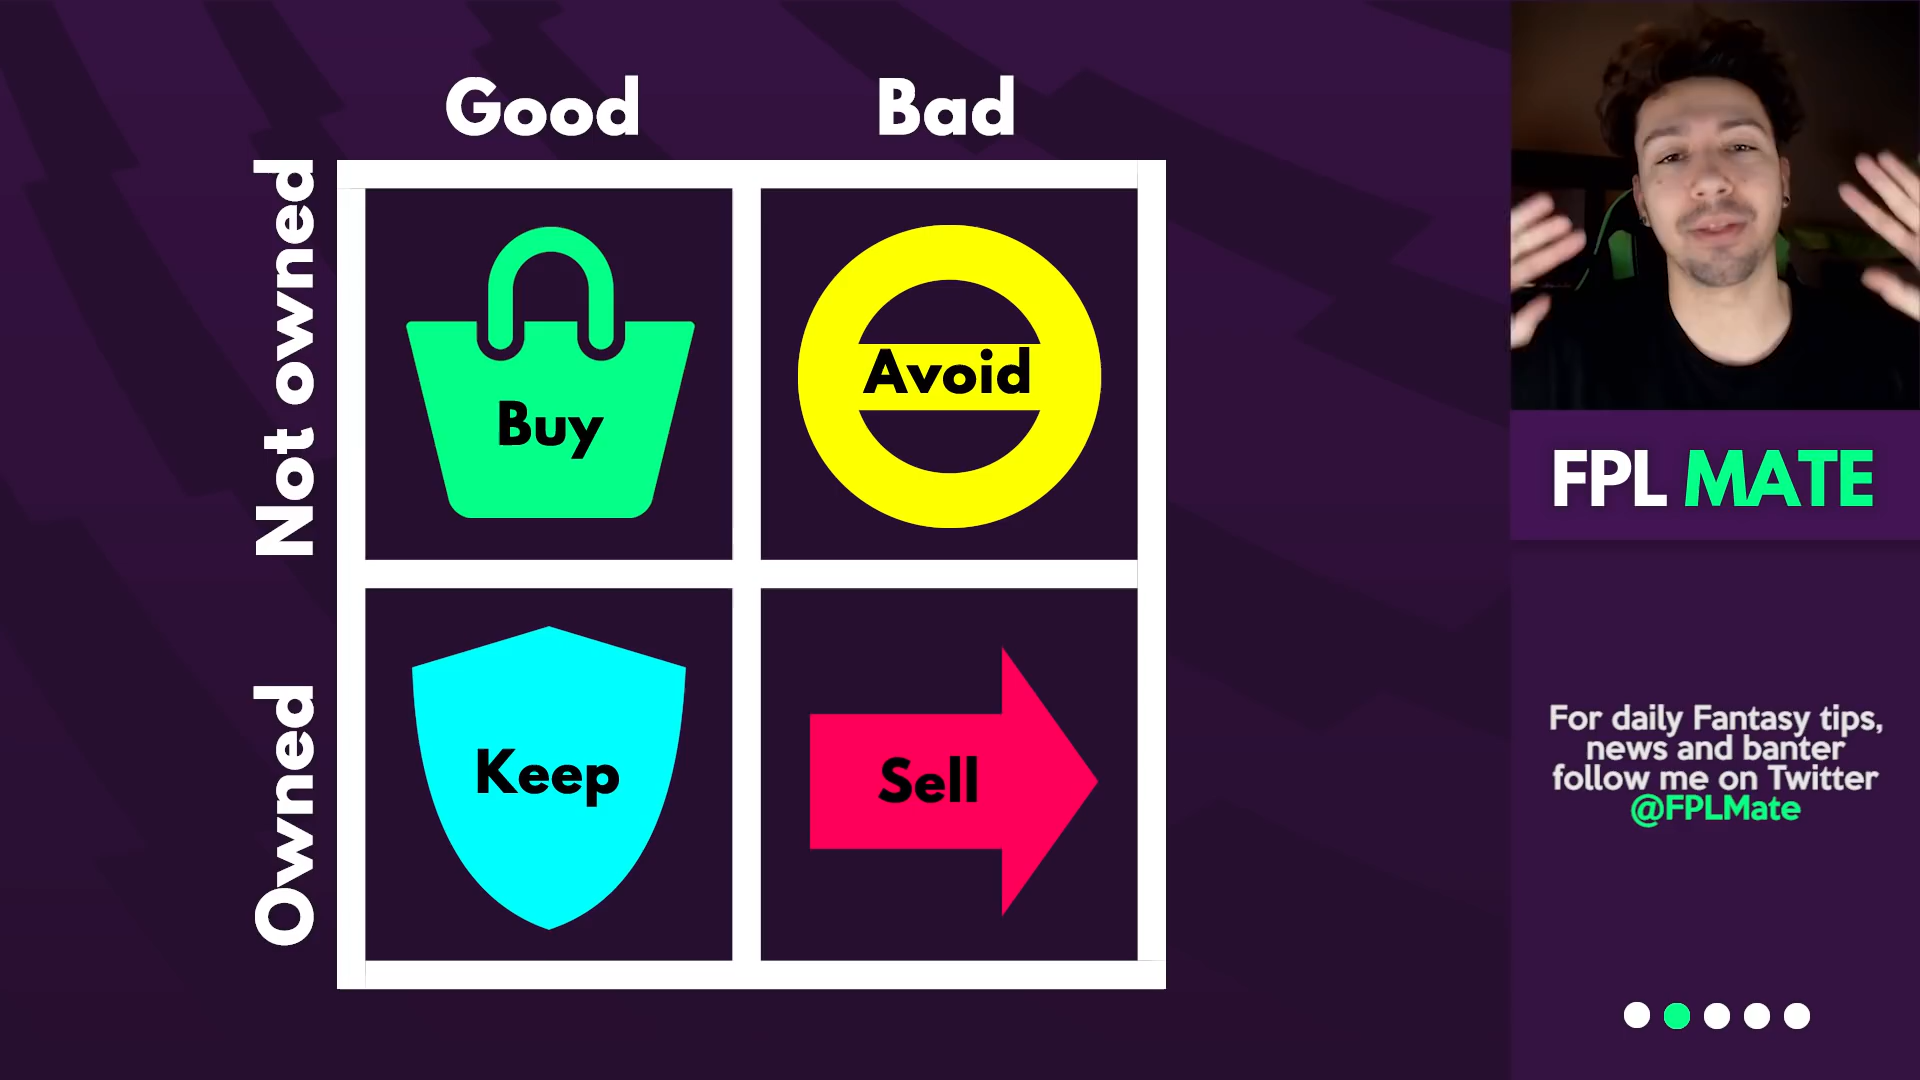 Good Bad
Not owned
Buy
Avoid
Owned
Keep
Sell
FPL MATE
For daily Fantasy tips,
news and banter
follow me on Twitter
@FPLMate